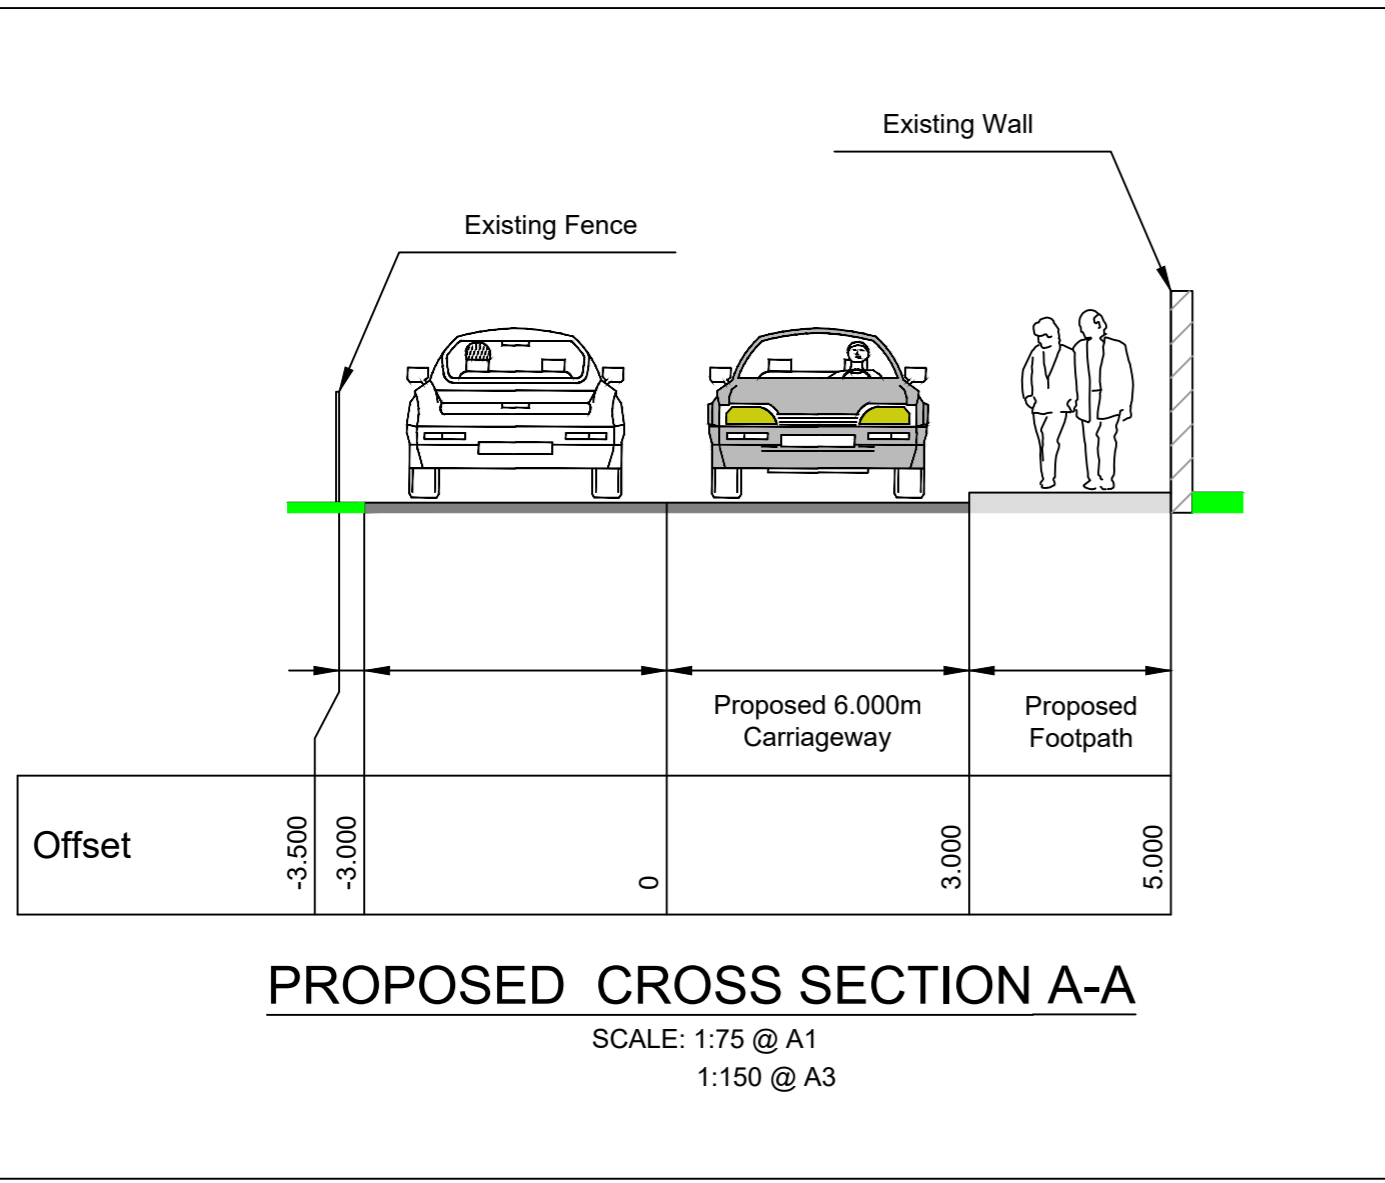 Existing Wall
Existing Fence
Proposed 6.000m
Carriageway
Proposed
Footpath
Offset
-3.500
-3.000
0
3.000
5.000
PROPOSED CROSS SECTION A-A
SCALE: 1:75 @ A1
1:150 @ A3